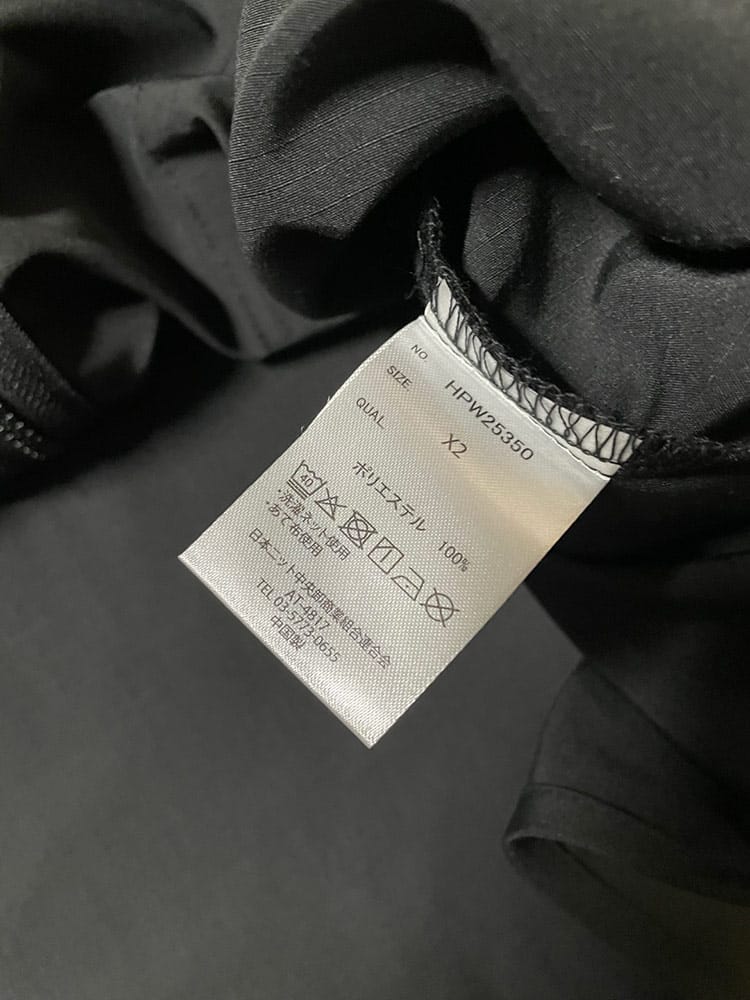 NO. HPW25350
SIZE X2
QUAL
ポリエステル 100%
40
・洗濯ネット使用
・あて布使用
日本ニット中央卸商業組合連合会
AT-4817
TEL 03-5773-0655
中国製